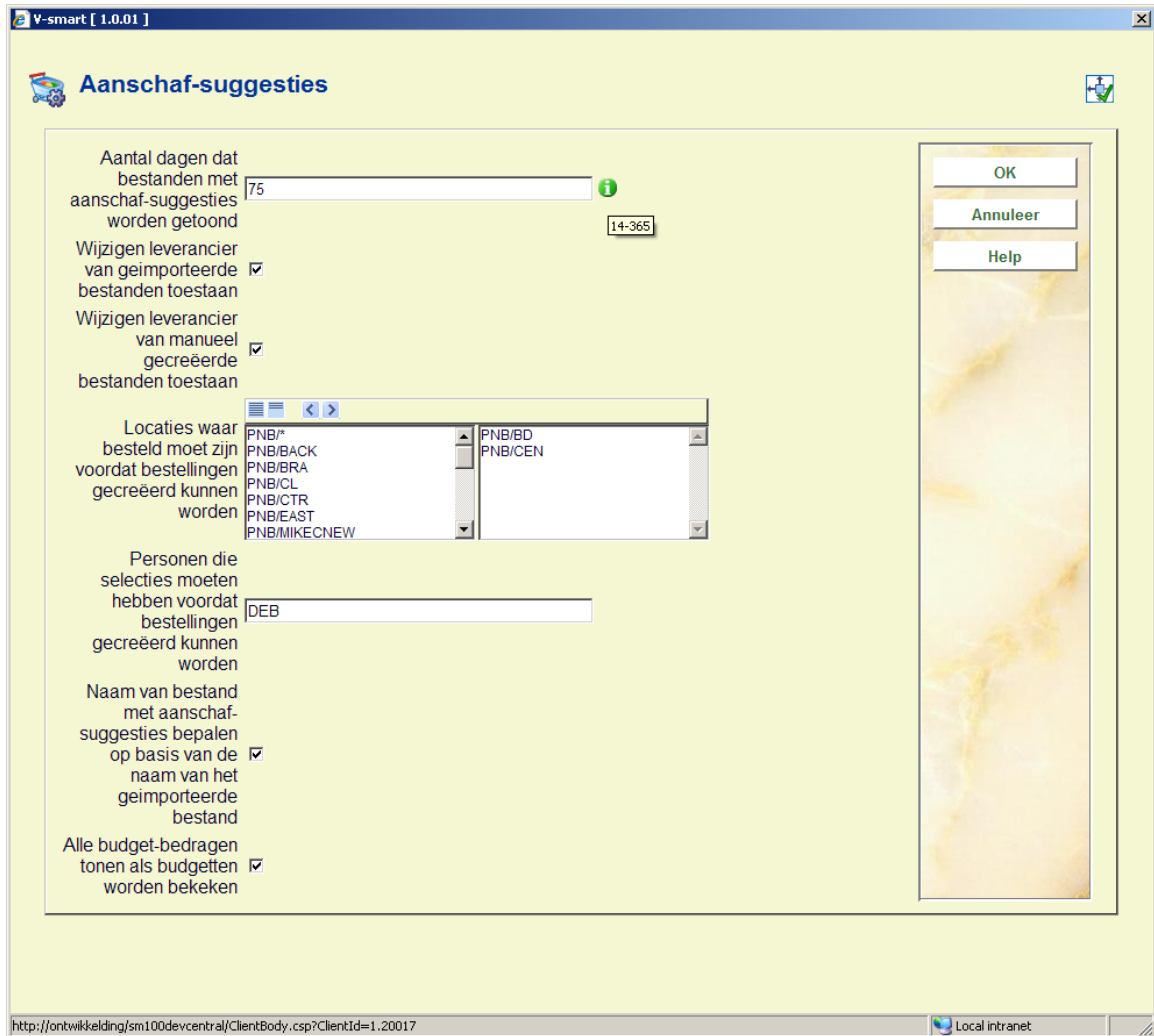 V-smart [ 1.0.01 ]
Aanschaf-suggesties
Aantal dagen dat
bestanden met
aanschaf-suggesties
worden getoond
75
14-365
Wijzigen leverancier
van geimporteerde
bestanden toestaan
Wijzigen leverancier
van manueel
gecreëerde
bestanden toestaan
Locaties waar
besteld moet zijn
voordat bestellingen
gecreëerd kunnen
worden
PNB/*
PNB/BACK
PNB/BRA
PNB/CL
PNB/CTR
PNB/EAST
PNB/MIKECNEW
PNB/BD
PNB/CEN
Personen die
selecties moeten
hebben voordat
bestellingen
gecreëerd kunnen
worden
DEB
Naam van bestand
met aanschaf-
suggesties bepalen
op basis van de
naam van het
geimporteerde
bestand
Alle budget-bedragen
tonen als budgetten
worden bekeken
OK
Annuleer
Help
http://ontwikkelding/sm100devcentral/ClientBody.csp?ClientId=1.20017
Local intranet